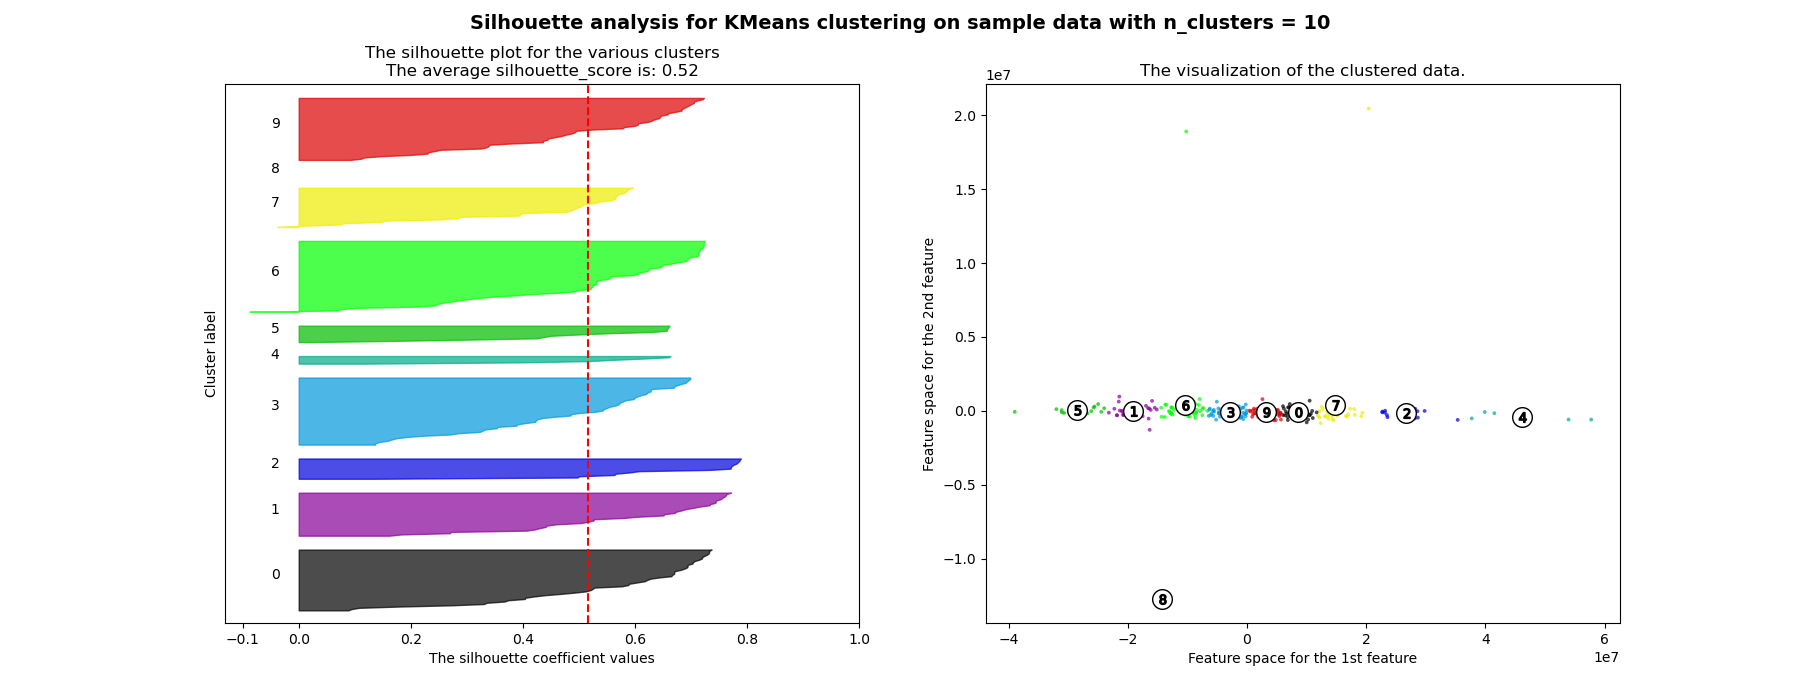 Silhouette analysis for KMeans clustering on sample data with n_clusters = 10
The silhouette plot for the various clusters
The average silhouette_score is: 0.52
9
8
7
6
5
4
3
2
1
0
Cluster label
−0.1 0.0 0.2 0.4 0.6 0.8 1.0
The silhouette coefficient values
The visualization of the clustered data.
1e7
2.0
1.5
1.0
0.5
0.0
−0.5
−1.0
Feature space for the 2nd feature
5 1 6 3 9 0 7 2 4
8
−4 −2 0 2 4 6
1e7
Feature space for the 1st feature